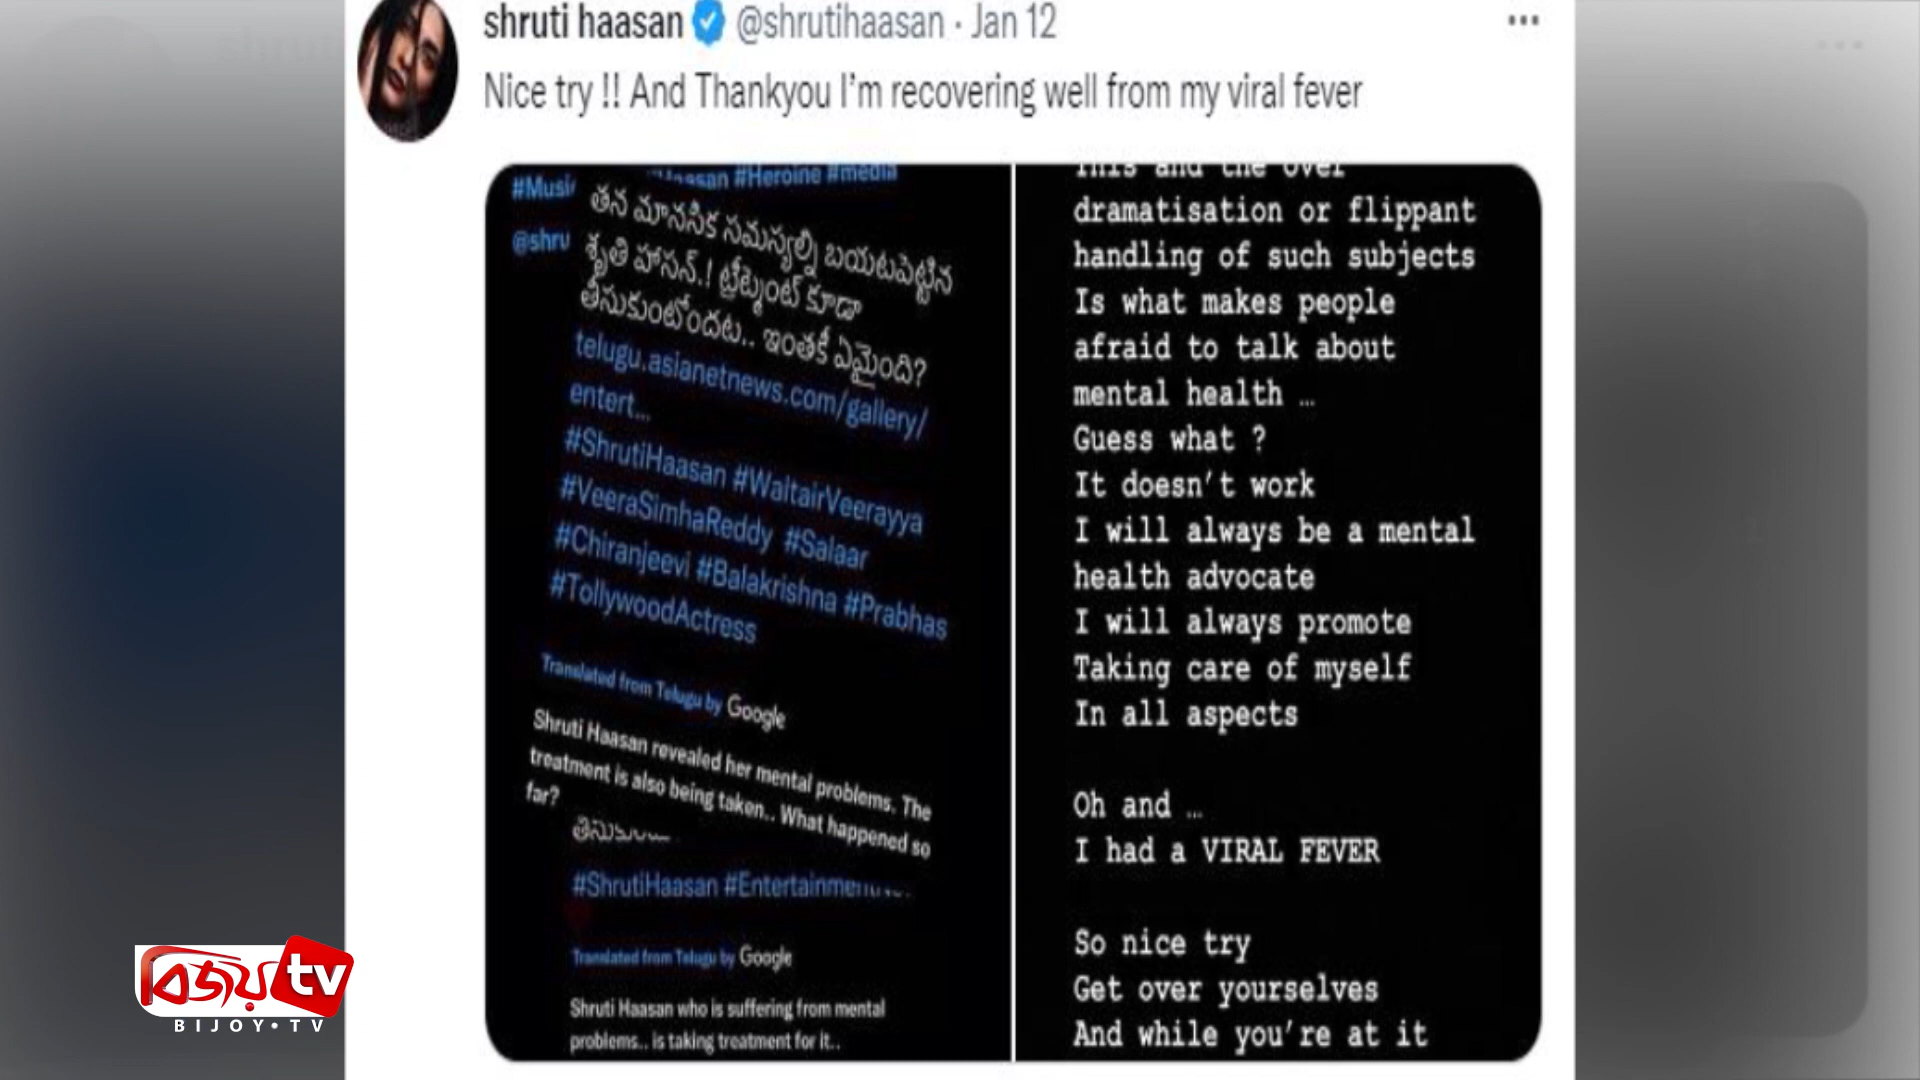 shruti haasan @shrutihaasan · Jan 12
Nice try !! And Thankyou I'm recovering well from my viral fever
#Heroine #media
తన మానసిక సమస్యల్ని బయటపెట్టిన
శృతి హాసన్.! ట్రీట్మెంట్ కూడా
తీసుకుంటోందట.. ఇంతకీ ఏమైంది?
@shru
telugu.asianetnews.com/gallery/
entert...
#ShrutiHaasan #WaltairVeerayya
#VeeraSimhaReddy #Salaar
#Chiranjeevi #Balakrishna #Prabhas
#TollywoodActress
Translated from Telugu by Google
Shruti Haasan revealed her mental problems. The
treatment is also being taken.. What happened so
far?
#ShrutiHaasan
Translated from Telugu by Google
Shruti Haasan who is suffering from mental
problems.. is taking treatment for it..
This and the over
dramatisation or flippant
handling of such subjects
Is what makes people
afraid to talk about
mental health …
Guess what ?
It doesn't work
I will always be a mental
health advocate
I will always promote
Taking care of myself
In all aspects
Oh and …
I had a VIRAL FEVER
So nice try
Get over yourselves
And while you're at it
বিজয় tv
BIJOY•TV